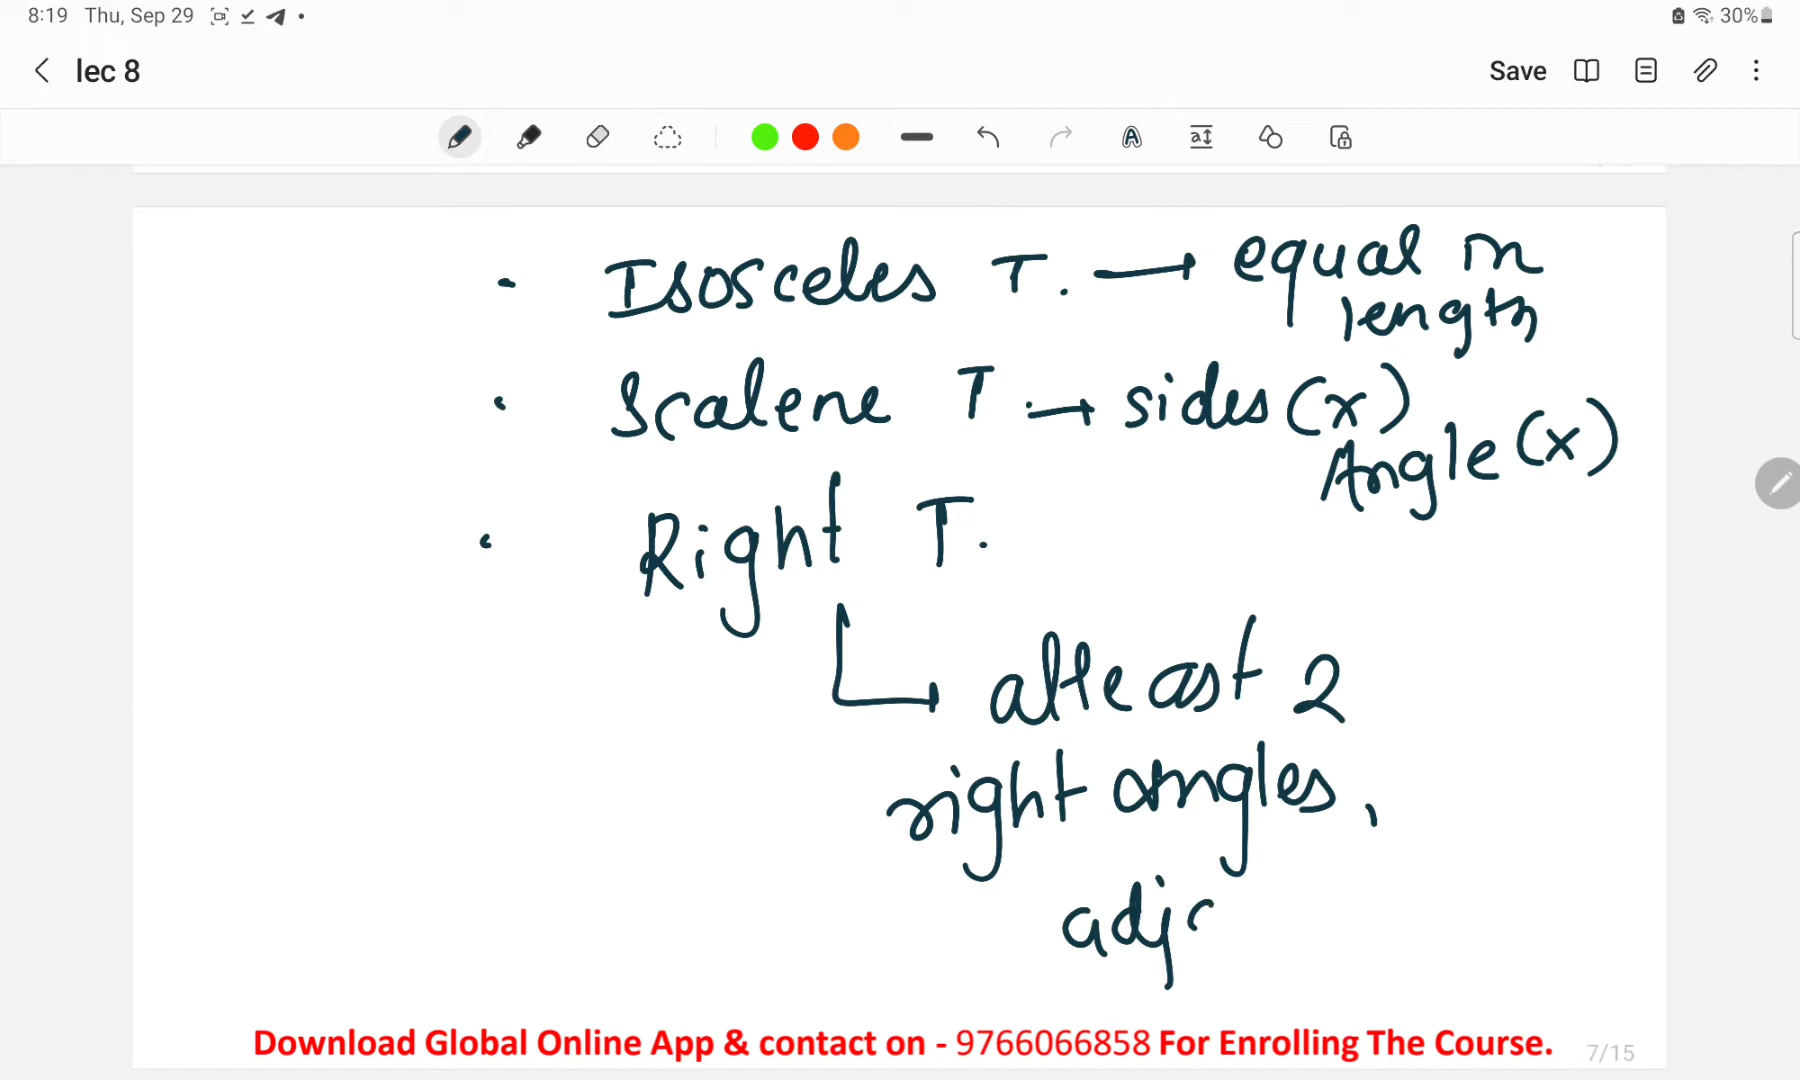 8:19 Thu, Sep 29
30%
lec 8
Save
• Isosceles T. → equal in
length
• Scalene T. → sides (x)
Angle (x)
• Right T.
atleast 2
right angles,
adjc
Download Global Online App & contact on - 9766066858 For Enrolling The Course.
7/15